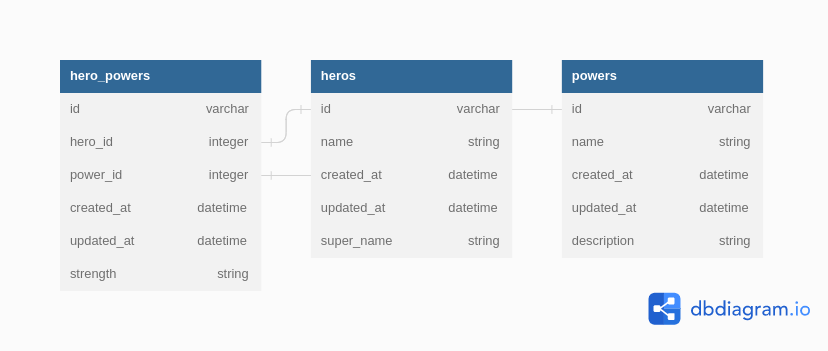 hero_powers
id varchar
hero_id integer
power_id integer
created_at datetime
updated_at datetime
strength string
heros
id varchar
name string
created_at datetime
updated_at datetime
super_name string
powers
id varchar
name string
created_at datetime
updated_at datetime
description string
dbdiagram.io